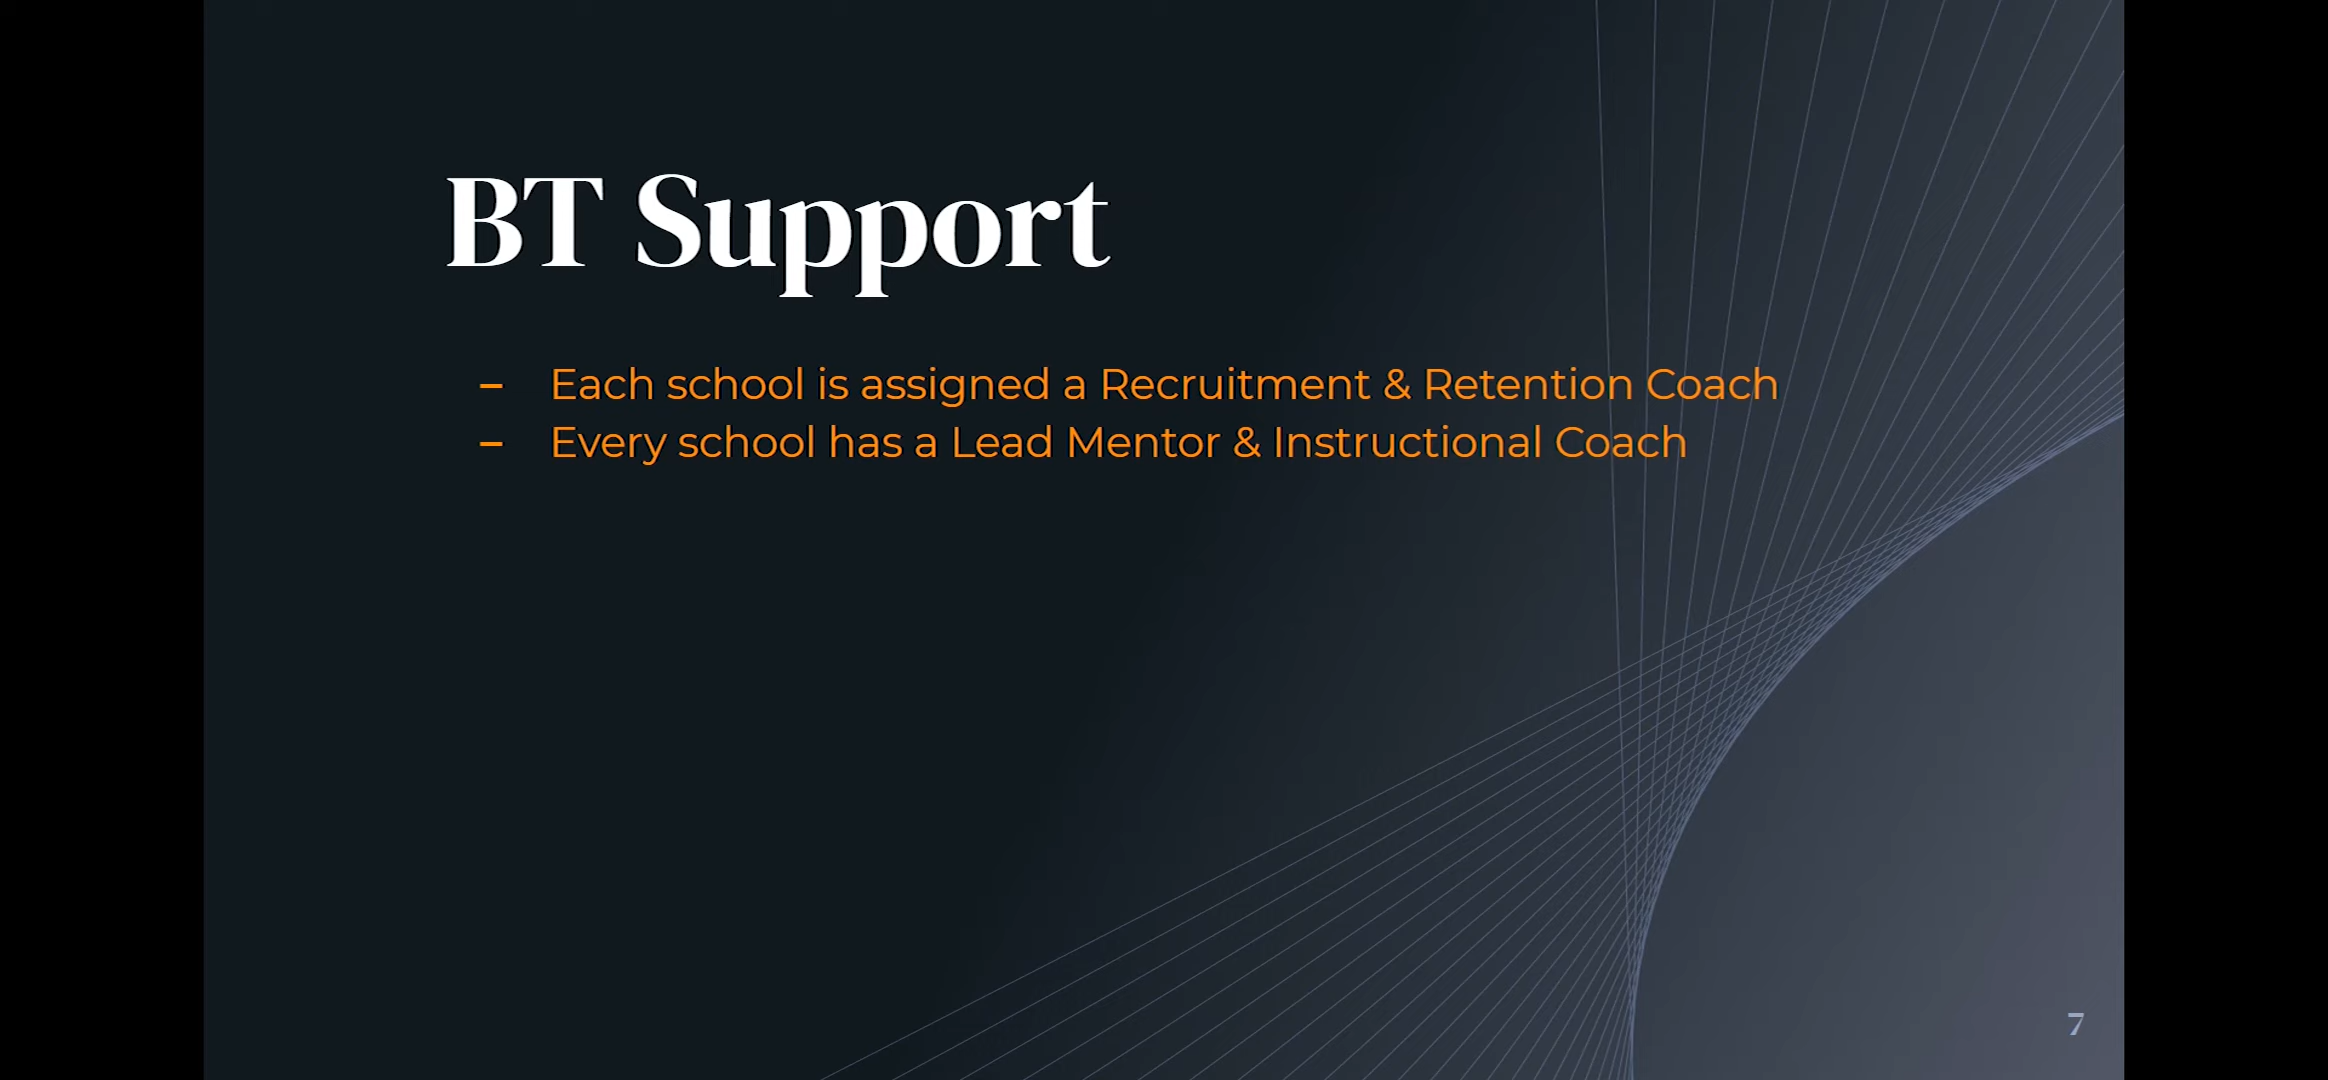 BT Support
– Each school is assigned a Recruitment & Retention Coach
– Every school has a Lead Mentor & Instructional Coach
7